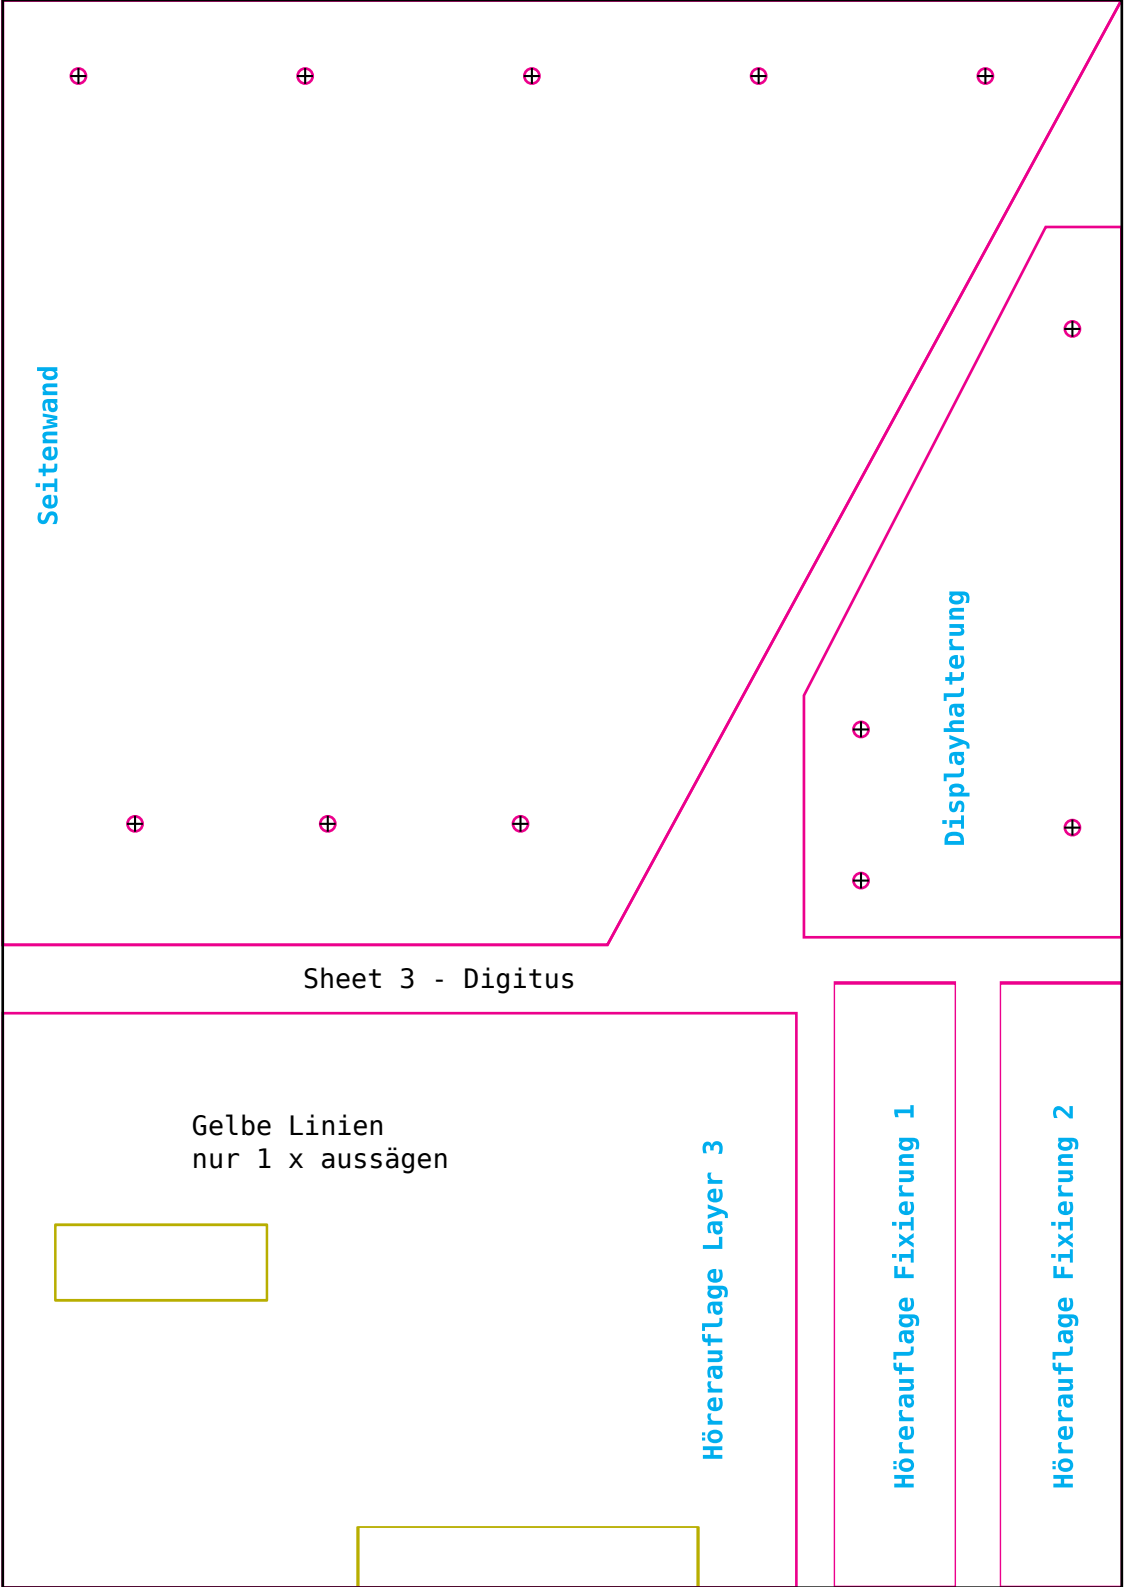 Seitenwand
Displayhalterung
Sheet 3 - Digitus
Gelbe Linien
nur 1 x aussägen
Hörerauflage Layer 3
Hörerauflage Fixierung 1
Hörerauflage Fixierung 2